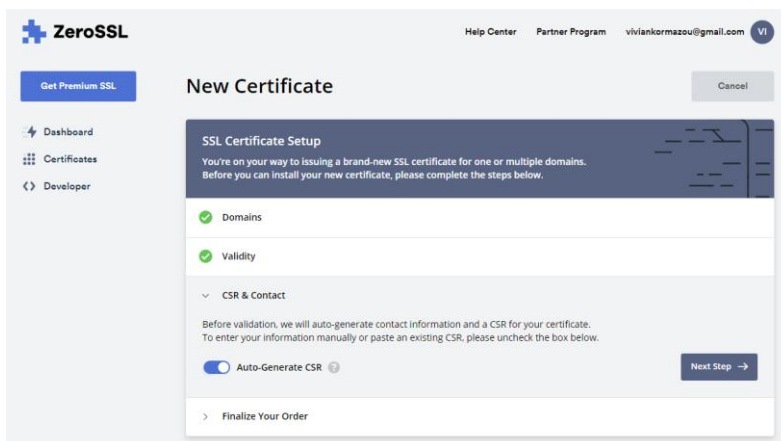 ZeroSSL
Help Center
Partner Program
viviankormazou@gmail.com
VI
Get Premium SSL
New Certificate
Cancel
Dashboard
Certificates
Developer
SSL Certificate Setup
You're on your way to issuing a brand-new SSL certificate for one or multiple domains.
Before you can install your new certificate, please complete the steps below.
Domains
Validity
CSR & Contact
Before validation, we will auto-generate contact information and a CSR for your certificate.
To enter your information manually or paste an existing CSR, please uncheck the box below.
Auto-Generate CSR ?
Next Step →
Finalize Your Order